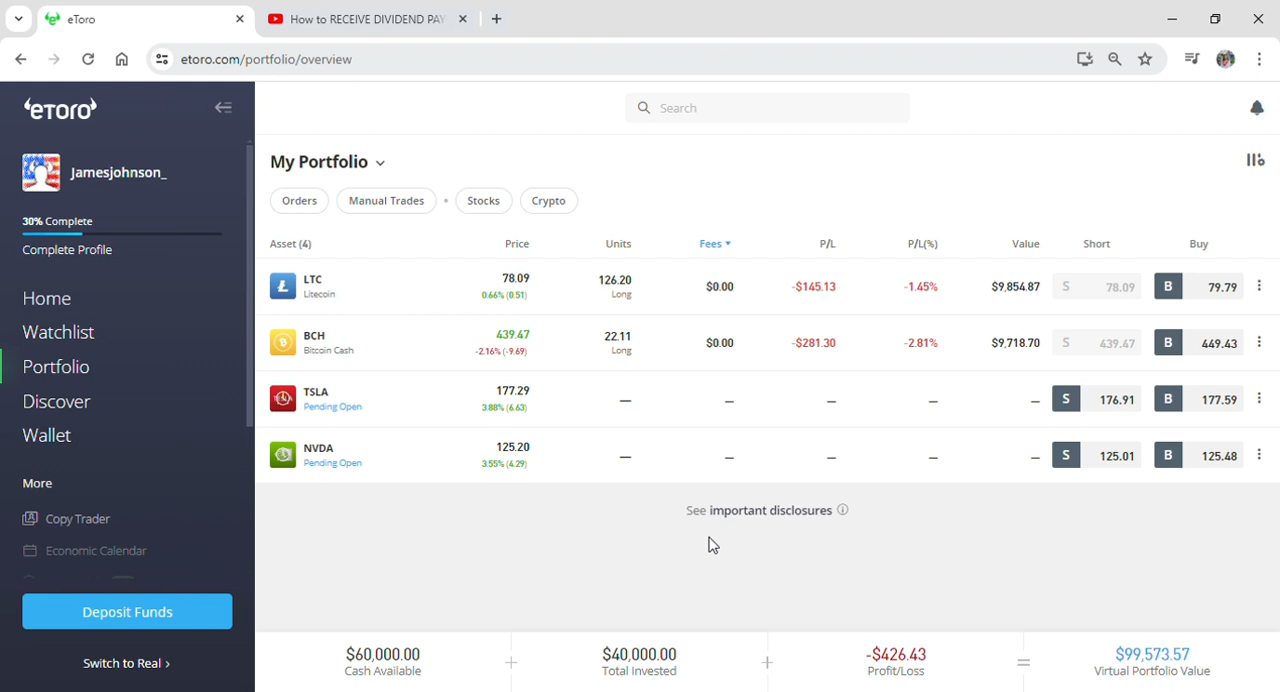 eToro
How to RECEIVE DIVIDEND PAY
etoro.com/portfolio/overview
eTORO
Search
Jamesjohnson_
30% Complete
Complete Profile
Home
Watchlist
Portfolio
Discover
Wallet
More
Copy Trader
Economic Calendar
Deposit Funds
Switch to Real ›
My Portfolio
Orders
Manual Trades
Stocks
Crypto
Asset (4) Price Units Fees P/L P/L(%) Value Short Buy
LTC 78.09 126.20 $0.00 -$145.13 -1.45% $9,854.87 S 78.09 B 79.79
Litecoin 0.66% (0.51) Long
BCH 439.47 22.11 $0.00 -$281.30 -2.81% $9,718.70 S 439.47 B 449.43
Bitcoin Cash -2.16% (-9.69) Long
TSLA 177.29 — — — — — S 176.91 B 177.59
Pending Open 3.88% (6.63)
NVDA 125.20 — — — — — S 125.01 B 125.48
Pending Open 3.55% (4.29)
See important disclosures
$60,000.00 + $40,000.00 + -$426.43 = $99,573.57
Cash Available Total Invested Profit/Loss Virtual Portfolio Value